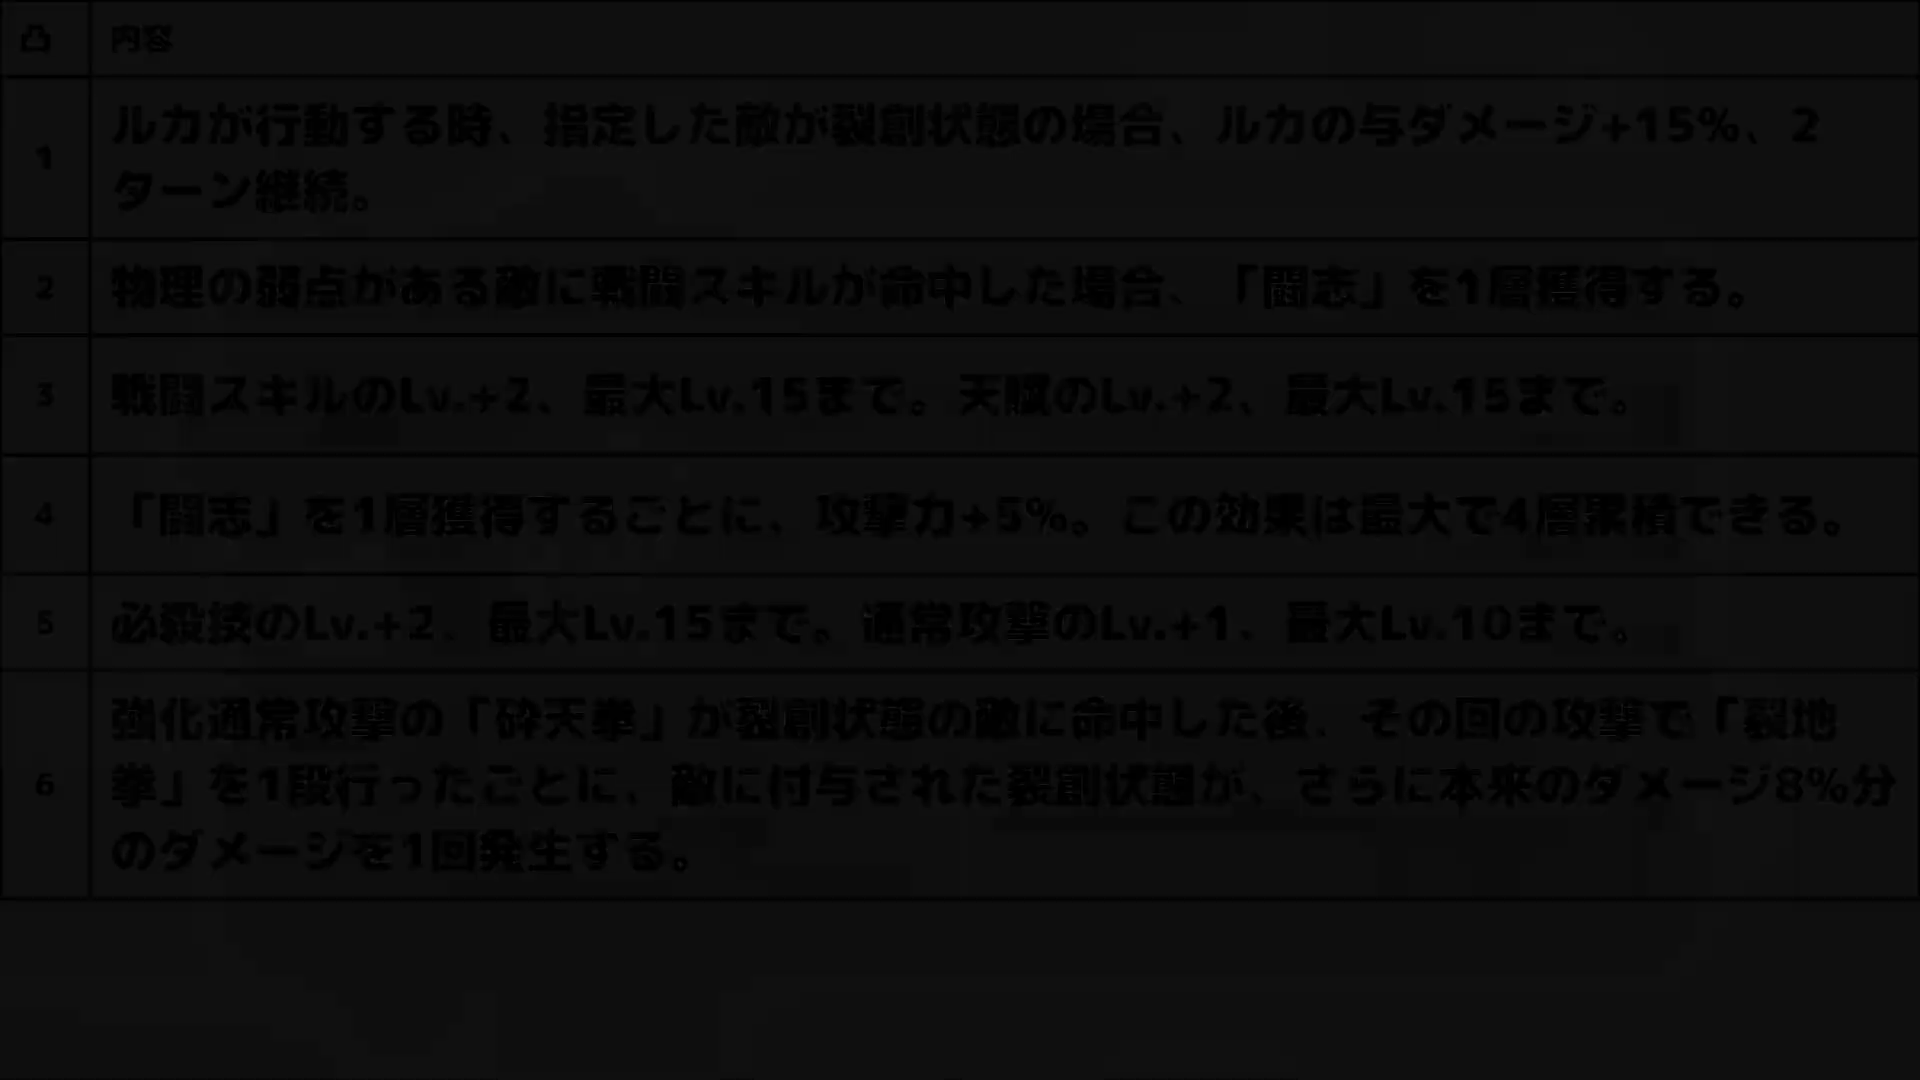 凸 内容
1 ルカが行動する時、指定した敵が裂創状態の場合、ルカの与ダメージ+15%、2
ターン継続。
2 物理の弱点がある敵に戦闘スキルが命中した場合、「闘志」を1層獲得する。
3 戦闘スキルのLv.+2、最大Lv.15まで。天賦のLv.+2、最大Lv.15まで。
4 「闘志」を1層獲得するごとに、攻撃力+5%。この効果は最大で4層累積できる。
5 必殺技のLv.+2、最大Lv.15まで。通常攻撃のLv.+1、最大Lv.10まで。
6 強化通常攻撃の「砕天拳」が裂創状態の敵に命中した後、その回の攻撃で「裂地
拳」を1段行ったごとに、敵に付与された裂創状態が、さらに本来のダメージ8%分
のダメージを1回発生する。